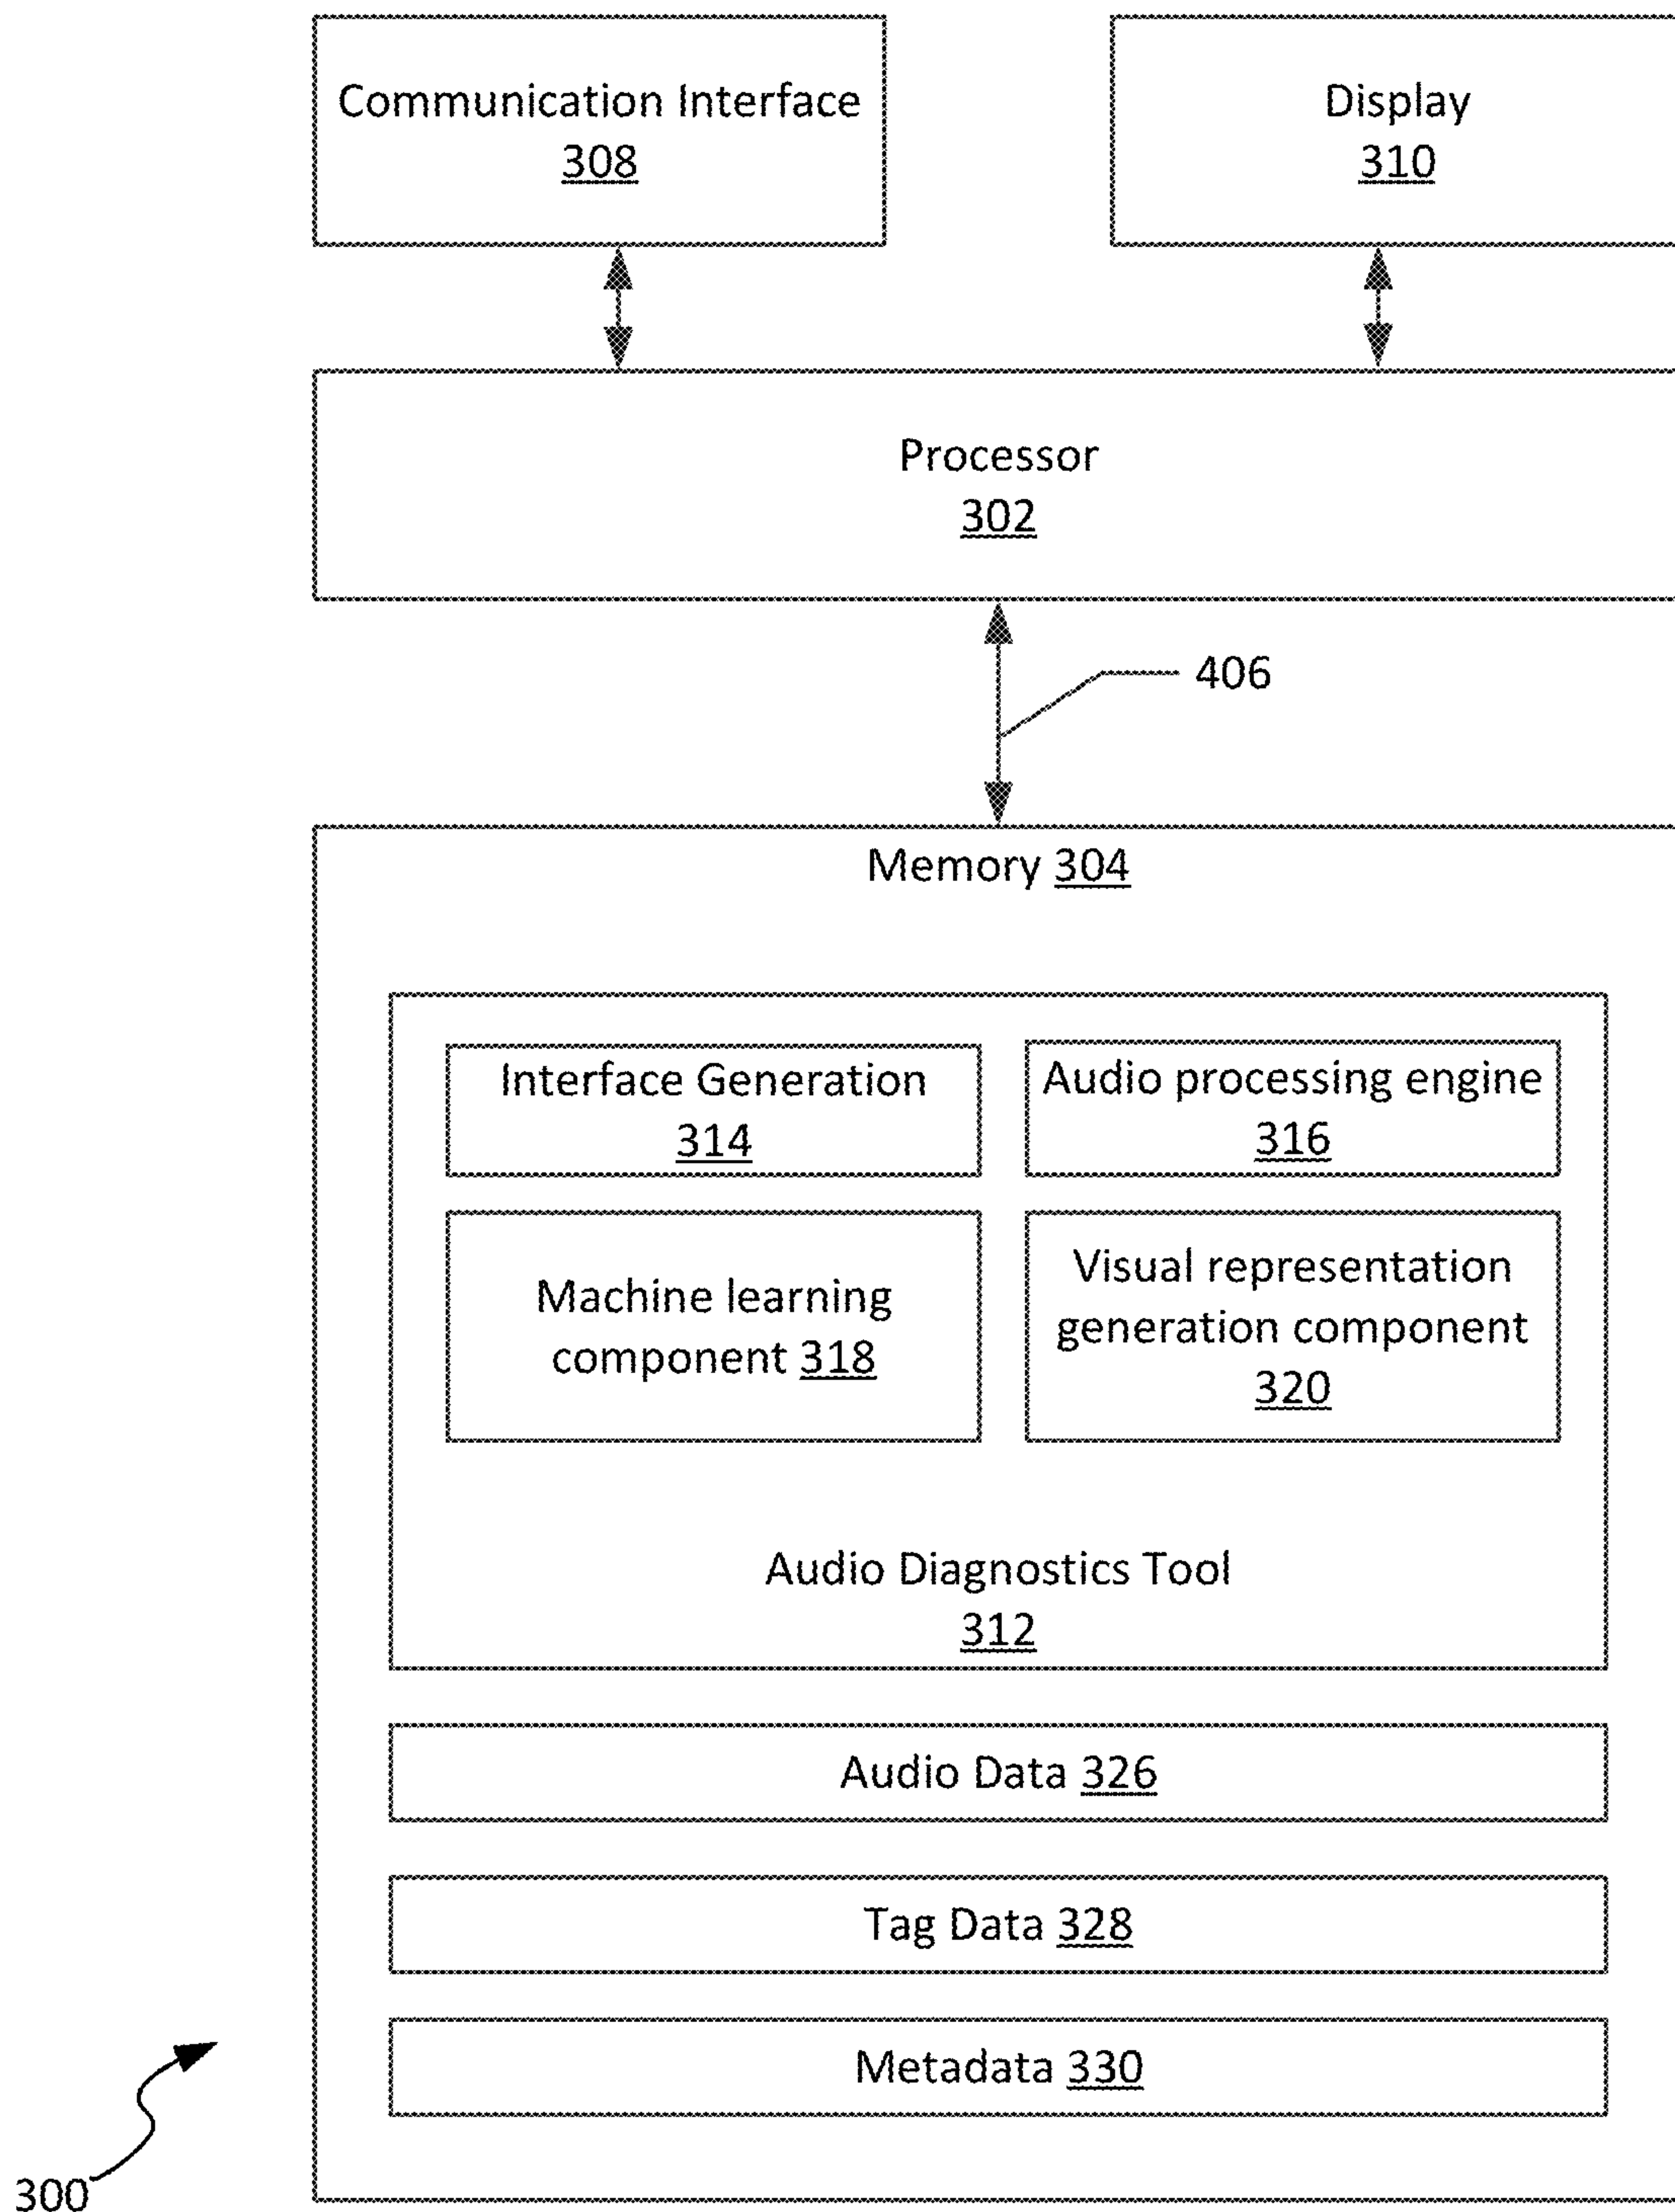 Communication Interface
308
Display
310
Processor
302
406
Memory 304
Interface Generation
314
Audio processing engine
316
Machine learning
component 318
Visual representation
generation component
320
Audio Diagnostics Tool
312
Audio Data 326
Tag Data 328
Metadata 330
300